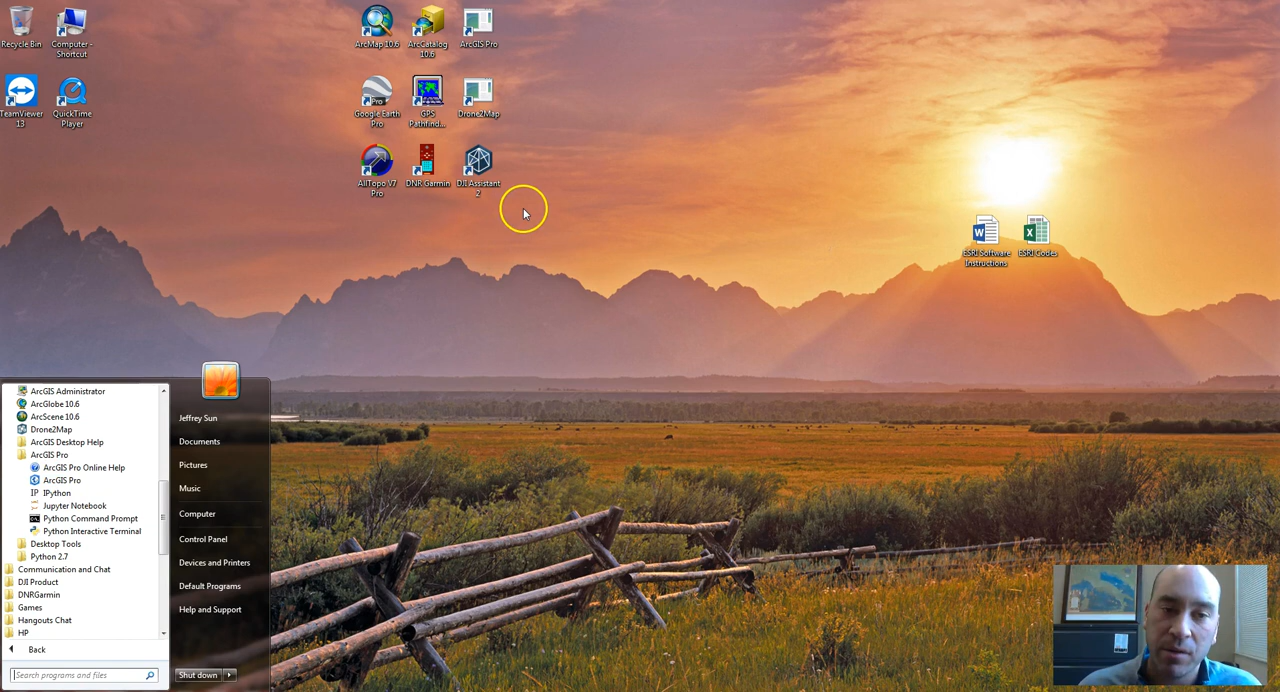 Recycle Bin
Computer -
Shortcut
ArcMap 10.6
ArcCatalog
10.6
ArcGIS Pro
TeamViewer
13
QuickTime
Player
Pro
Google Earth
Pro
GPS
Pathfind...
Drone2Map
AllTopo V7
Pro
DNR Garmin
DJI Assistant
2
W
ESRI Software
Instructions
X
ESRI Codes
ArcGIS Administrator
ArcGlobe 10.6
ArcScene 10.6
Drone2Map
ArcGIS Desktop Help
ArcGIS Pro
ArcGIS Pro Online Help
ArcGIS Pro
IP IPython
Jupyter Notebook
Python Command Prompt
Python Interactive Terminal
Desktop Tools
Python 2.7
Communication and Chat
DJI Product
DNRGarmin
Games
Hangouts Chat
HP
Back
Search programs and files
Jeffrey Sun
Documents
Pictures
Music
Computer
Control Panel
Devices and Printers
Default Programs
Help and Support
Shut down